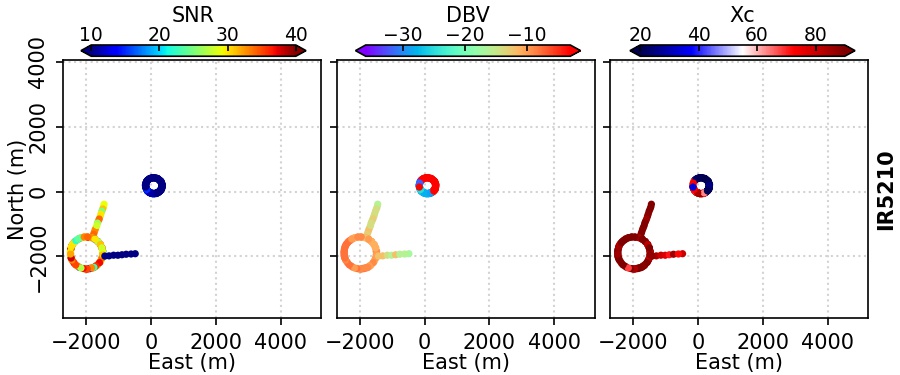 SNR DBV Xc
10 20 30 40 −30 −20 −10 20 40 60 80
4000
2000
0
−2000
North (m)
IR5210
−2000 0 2000 4000 −2000 0 2000 4000 −2000 0 2000 4000
East (m) East (m) East (m)